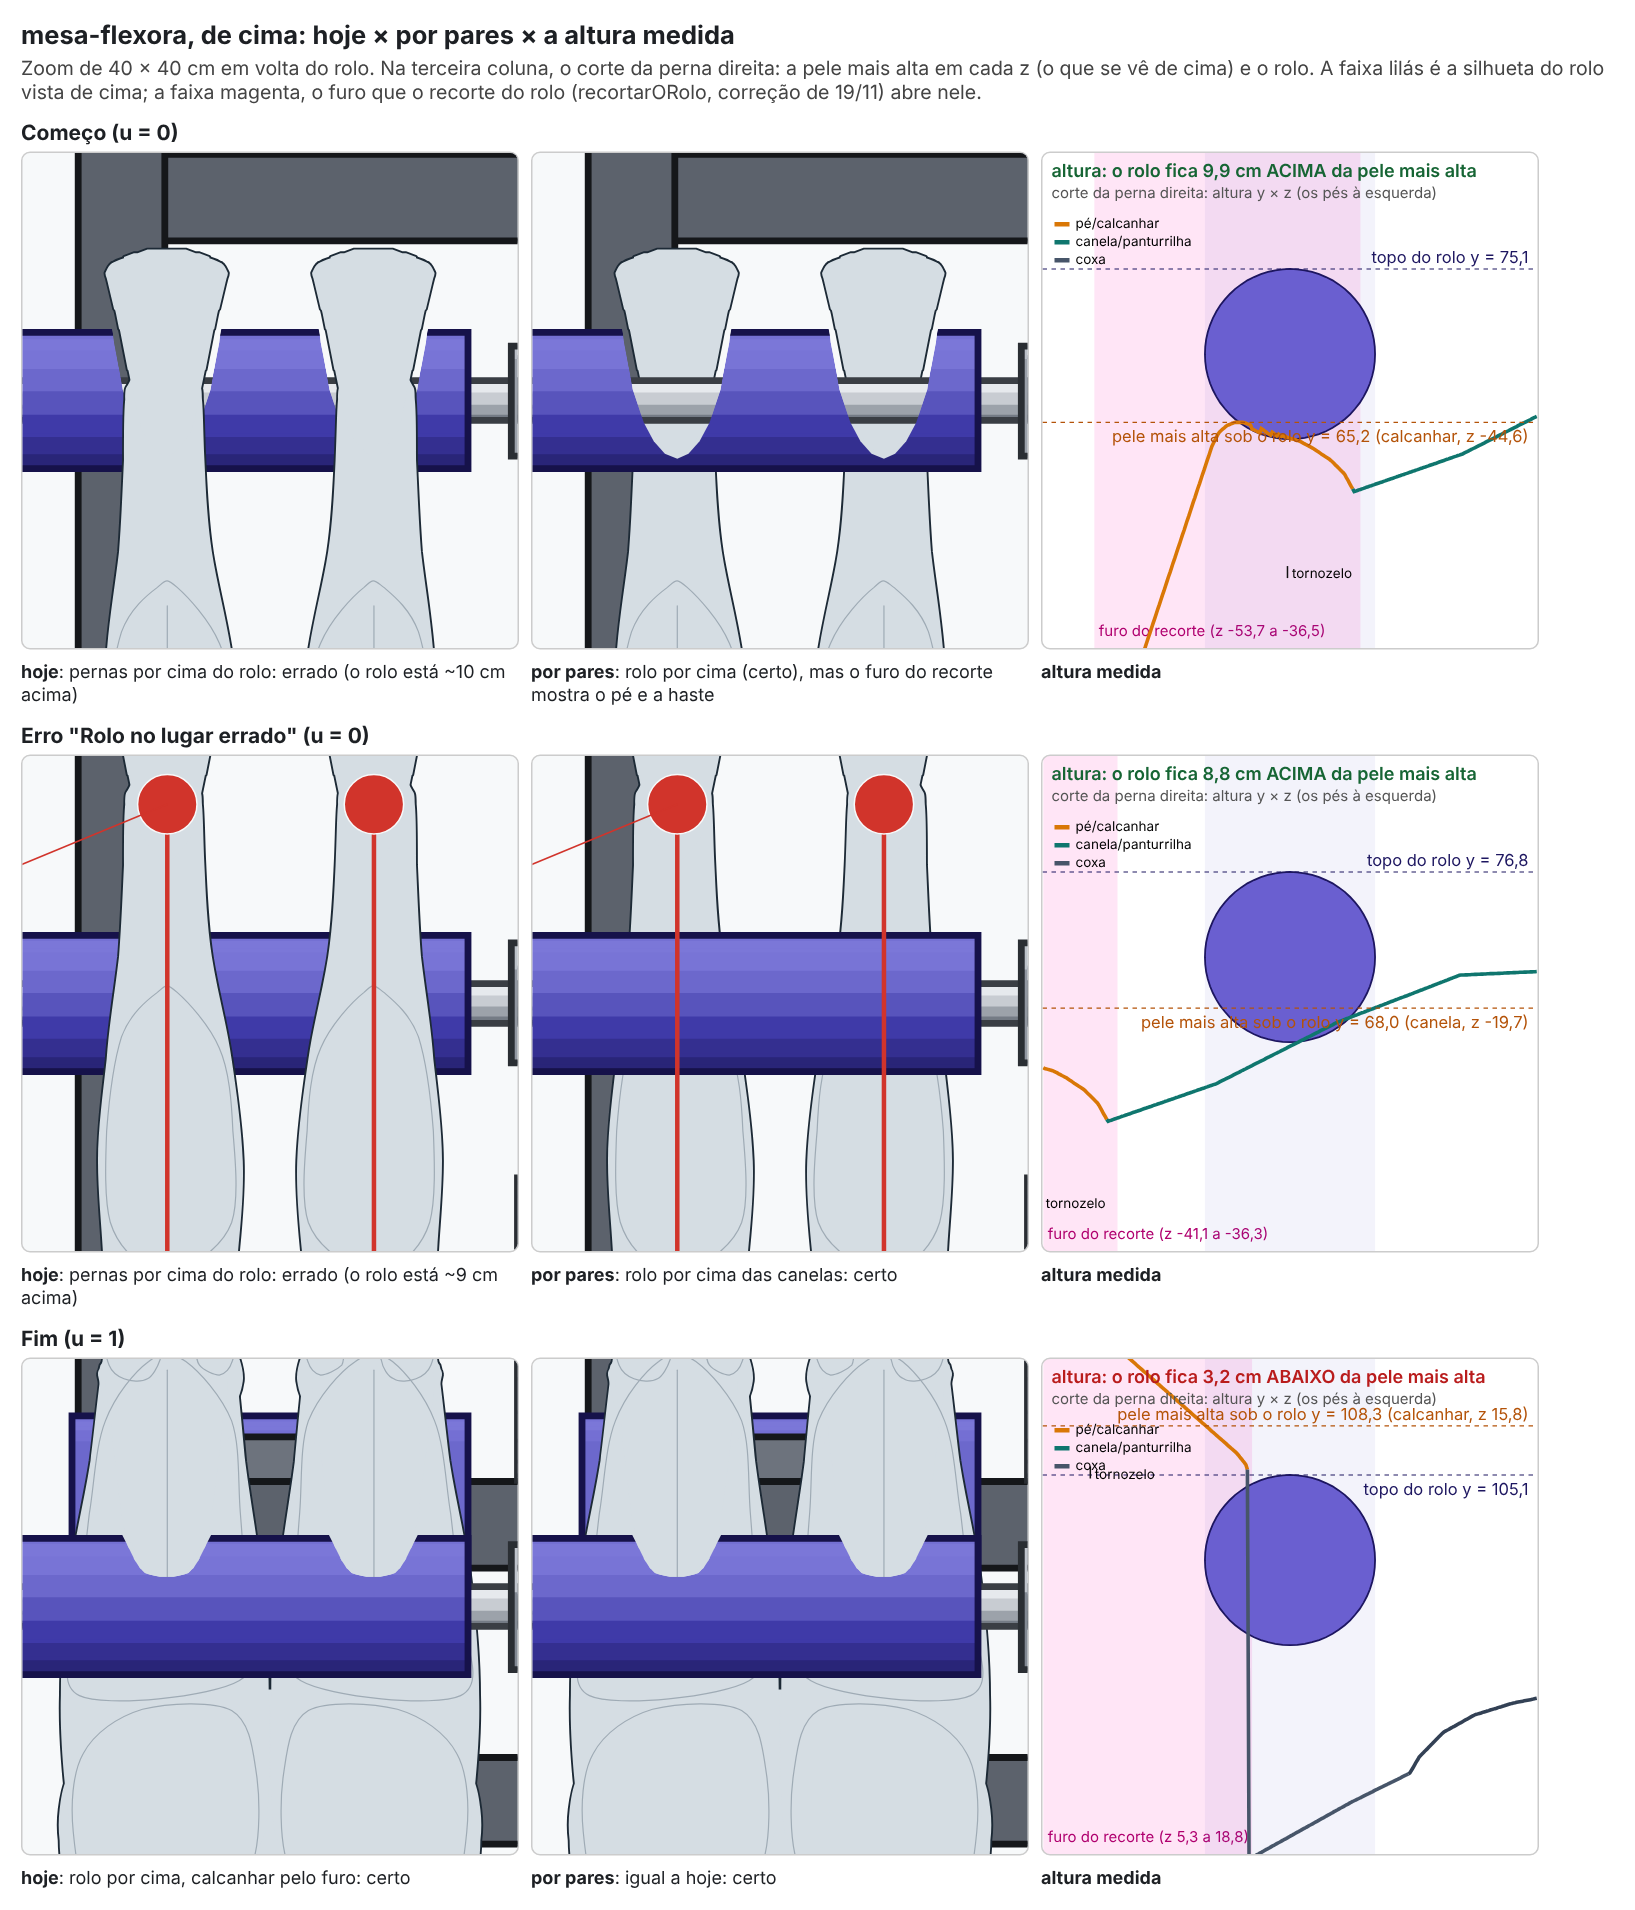 mesa-flexora, de cima: hoje × por pares × a altura medida
Zoom de 40 × 40 cm em volta do rolo. Na terceira coluna, o corte da perna direita: a pele mais alta em cada z (o que se vê de cima) e o rolo. A faixa lilás é a silhueta do rolo
vista de cima; a faixa magenta, o furo que o recorte do rolo (recortarORolo, correção de 19/11) abre nele.
Começo (u = 0)
altura: o rolo fica 9,9 cm ACIMA da pele mais alta
corte da perna direita: altura y × z (os pés à esquerda)
pé/calcanhar
canela/panturrilha
coxa
topo do rolo y = 75,1
pele mais alta sob o rolo y = 65,2 (calcanhar, z -44,6)
tornozelo
furo do recorte (z -53,7 a -36,5)
hoje: pernas por cima do rolo: errado (o rolo está ~10 cm
acima)
por pares: rolo por cima (certo), mas o furo do recorte
mostra o pé e a haste
altura medida
Erro "Rolo no lugar errado" (u = 0)
altura: o rolo fica 8,8 cm ACIMA da pele mais alta
corte da perna direita: altura y × z (os pés à esquerda)
pé/calcanhar
canela/panturrilha
coxa
topo do rolo y = 76,8
pele mais alta sob o rolo y = 68,0 (canela, z -19,7)
tornozelo
furo do recorte (z -41,1 a -36,3)
hoje: pernas por cima do rolo: errado (o rolo está ~9 cm
acima)
por pares: rolo por cima das canelas: certo
altura medida
Fim (u = 1)
altura: o rolo fica 3,2 cm ABAIXO da pele mais alta
corte da perna direita: altura y × z (os pés à esquerda)
pele mais alta sob o rolo y = 108,3 (calcanhar, z 15,8)
pé/calcanhar
canela/panturrilha
coxa
tornozelo
topo do rolo y = 105,1
furo do recorte (z 5,3 a 18,8)
hoje: rolo por cima, calcanhar pelo furo: certo
por pares: igual a hoje: certo
altura medida